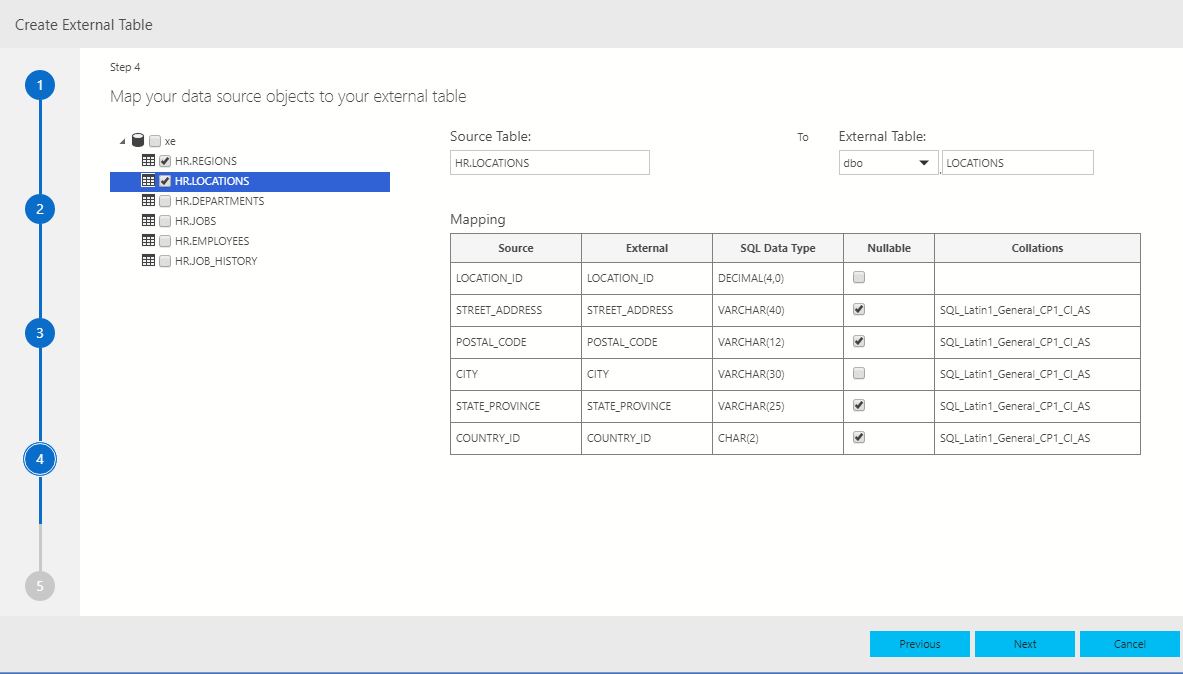 Create External Table
1
2
3
4
5
Step 4
Map your data source objects to your external table
xe
HR.REGIONS
HR.LOCATIONS
HR.DEPARTMENTS
HR.JOBS
HR.EMPLOYEES
HR.JOB_HISTORY
Source Table: To External Table:
HR.LOCATIONS dbo . LOCATIONS
Mapping
Source External SQL Data Type Nullable Collations
LOCATION_ID LOCATION_ID DECIMAL(4,0)
STREET_ADDRESS STREET_ADDRESS VARCHAR(40) SQL_Latin1_General_CP1_CI_AS
POSTAL_CODE POSTAL_CODE VARCHAR(12) SQL_Latin1_General_CP1_CI_AS
CITY CITY VARCHAR(30) SQL_Latin1_General_CP1_CI_AS
STATE_PROVINCE STATE_PROVINCE VARCHAR(25) SQL_Latin1_General_CP1_CI_AS
COUNTRY_ID COUNTRY_ID CHAR(2) SQL_Latin1_General_CP1_CI_AS
Previous Next Cancel